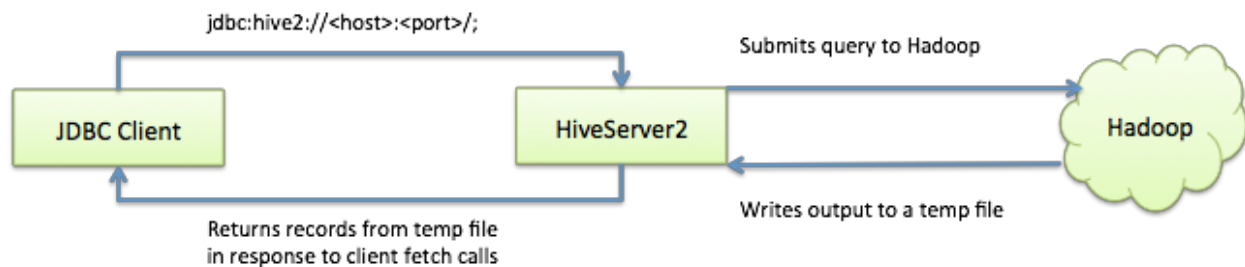 jdbc:hive2://<host>:<port>/;
Submits query to Hadoop
JDBC Client
HiveServer2
Hadoop
Returns records from temp file
in response to client fetch calls
Writes output to a temp file